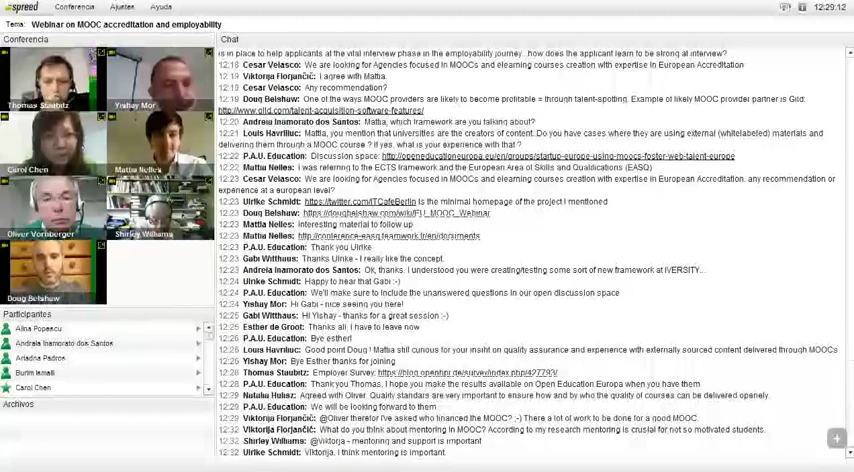 spreed Conferencia Ajustes Ayuda 12:29:12
Tema: Webinar on MOOC accreditation and employability
Conferencia
Thomas Staubitz
Yishay Mor
Carol Chen
Mattia Nelles
Oliver Vornberger
Shirley Williams
Doug Belshaw
Participantes
Alina Popescu
Andreia Inamorato dos Santos
Ariadna Padros
Burim Ismaili
Carol Chen
Archivos
Chat
is in place to help applicants at the vital interview phase in the employability journey...how does the applicant learn to be strong at interview?
12:18 Cesar Velasco: We are looking for Agencies focused in MOOCs and elearning courses creation with expertise in European Accreditation
12:19 Viktorija Florjančič: I agree with Mattia.
12:19 Cesar Velasco: Any recommendation?
12:19 Doug Belshaw: One of the ways MOOC providers are likely to become profitable = through talent-spotting. Example of likely MOOC provider partner is Gild:
http://www.gild.com/talent-acquisition-software-features/
12:20 Andreia Inamorato dos Santos: Mattia, which framework are you talking about?
12:21 Louis Havriluc: Mattia, you mention that universities are the creators of content. Do you have cases where they are using external (whitelabeled) materials and
delivering them through a MOOC course ? If yes, what is your experience with that ?
12:22 P.A.U. Education: Discussion space: http://openeducationeuropa.eu/en/groups/startup-europe-using-moocs-foster-web-talent-europe
12:22 Mattia Nelles: I was referring to the ECTS framework and the European Area of Skills and Qualifications (EASQ)
12:23 Cesar Velasco: We are looking for Agencies focused in MOOCs and elearning courses creation with expertise in European Accreditation, any recommendation or
experience at a european level?
12:23 Ulrike Schmidt: https://twitter.com/ITCafeBerlin is the minimal homepage of the project I mentioned
12:23 Doug Belshaw: https://dougbelshaw.com/wiki/EU_MOOC_Webinar
12:23 Mattia Nelles: interesting material to follow up
12:23 Mattia Nelles: http://conference-easq.teamwork.fr/en/documents
12:23 P.A.U. Education: Thank you Ulrike
12:23 Gabi Witthaus: Thanks Ulrike - I really like the concept.
12:23 Andreia Inamorato dos Santos: Ok, thanks. I understood you were creating/testing some sort of new framework at IVERSITY...
12:24 Ulrike Schmidt: Happy to hear that Gabi :-)
12:24 P.A.U. Education: We'll make sure to include the unanswered questions in our open discussion space
12:24 Yishay Mor: Hi Gabi - nice seeing you here!
12:25 Gabi Witthaus: Hi Yishay - thanks for a great session :-)
12:25 Esther de Groot: Thanks all, i have to leave now
12:26 P.A.U. Education: Bye esther!
12:25 Louis Havriluc: Good point Doug ! Mattia still curious for your insight on quality assurance and experience with externally sourced content delivered through MOOCs
12:25 Yishay Mor: Bye Esther thanks for joining
12:28 Thomas Staubitz: Employer Survey:
12:28 P.A.U. Education: Thank you Thomas, I hope you make the results available on Open Education Europa when you have them
12:29 Agreed with Oliver. Quality standars are very important to ensure how and by who the quality of courses can be delivered openely.
12:29 P.A.U. Education: We will be looking forward to them
12:29 Viktorija Florjančič: @Oliver therefor I've asked who financed the MOOC? ;-) There a lot of work to be done for a good MOOC.
12:32 Viktorija Florjančič: What do you think about mentoring in MOOC? According to my research mentoring is crucial for not so motivated students.
12:32 Shirley Williams: @Viktorja - mentoring and support is important
12:32 Ulrike Schmidt: Viktorija, I think mentoring is important.